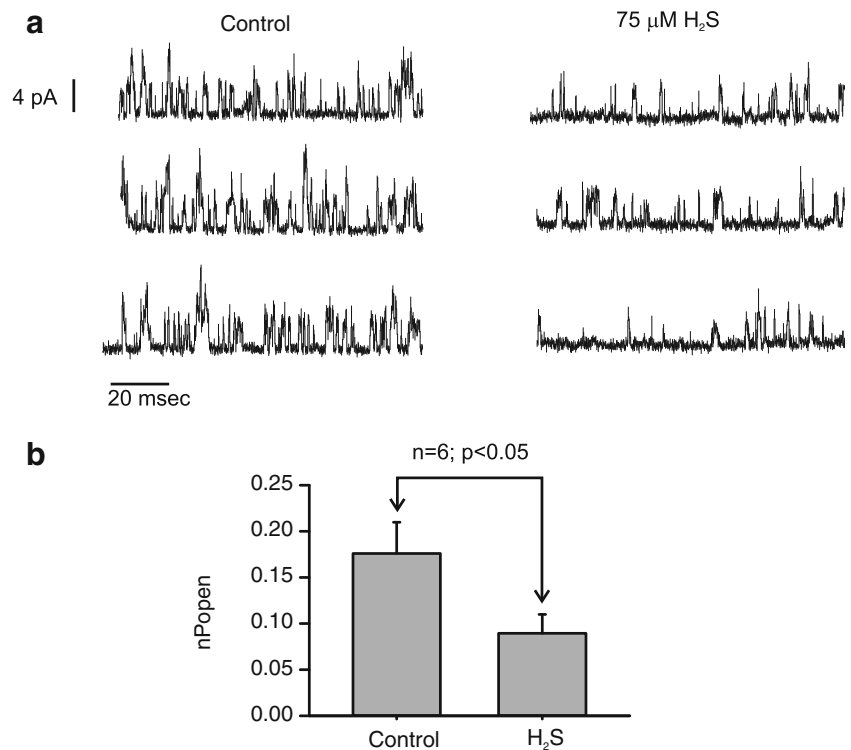 a
Control
75 μM H₂S
4 pA
20 msec
b
n=6; p<0.05
0.25
0.20
0.15
0.10
0.05
0.00
nPopen
Control
H₂S